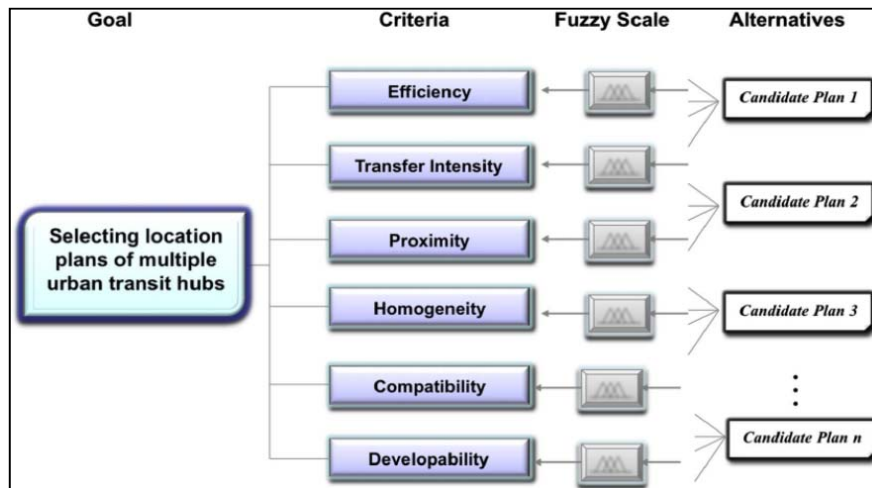 Goal
Criteria
Fuzzy Scale
Alternatives
Efficiency
Candidate Plan 1
Transfer Intensity
Candidate Plan 2
Selecting location
plans of multiple
urban transit hubs
Proximity
Homogeneity
Candidate Plan 3
Compatibility
Developability
Candidate Plan n